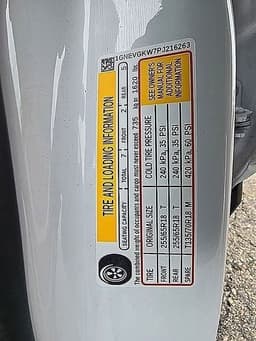 1GNEVGKW7PJ216263
TIRE AND LOADING INFORMATION
SEATING CAPACITY TOTAL 7 FRONT 2 REAR 5
The combined weight of occupants and cargo must never exceed 735 kg or 1620 lbs.
TIRE ORIGINAL SIZE COLD TIRE PRESSURE
FRONT 255/65R18 T 240 kPa, 35 PSI
REAR 255/65R18 T 240 kPa, 35 PSI
SPARE T135/70R18 M 420 kPa, 60 PSI
SEE OWNER'S
MANUAL FOR
ADDITIONAL
INFORMATION